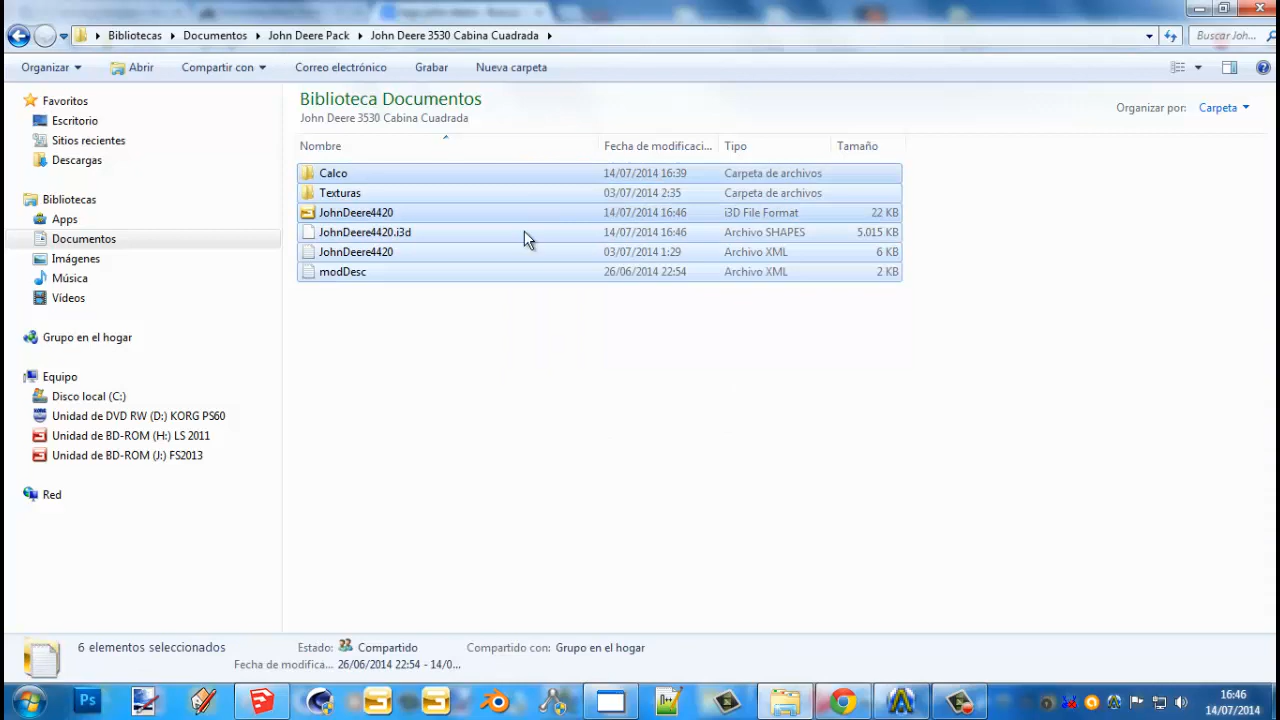 Bibliotecas ▸ Documentos ▸ John Deere Pack ▸ John Deere 3530 Cabina Cuadrada ▸
Buscar Joh...
Organizar
Abrir
Compartir con
Correo electrónico
Grabar
Nueva carpeta
Favoritos
Escritorio
Sitios recientes
Descargas
Bibliotecas
Apps
Documentos
Imágenes
Música
Vídeos
Grupo en el hogar
Equipo
Disco local (C:)
Unidad de DVD RW (D:) KORG PS60
Unidad de BD-ROM (H:) LS 2011
Unidad de BD-ROM (J:) FS2013
Red
Biblioteca Documentos
John Deere 3530 Cabina Cuadrada
Organizar por: Carpeta
Nombre Fecha de modificaci... Tipo Tamaño
Calco 14/07/2014 16:39 Carpeta de archivos
Texturas 03/07/2014 2:35 Carpeta de archivos
JohnDeere4420 14/07/2014 16:46 i3D File Format 22 KB
JohnDeere4420.i3d 14/07/2014 16:46 Archivo SHAPES 5.015 KB
JohnDeere4420 03/07/2014 1:29 Archivo XML 6 KB
modDesc 26/06/2014 22:54 Archivo XML 2 KB
6 elementos seleccionados
Estado: Compartido
Compartido con: Grupo en el hogar
Fecha de modifica... 26/06/2014 22:54 - 14/0...
Ps
16:46
14/07/2014